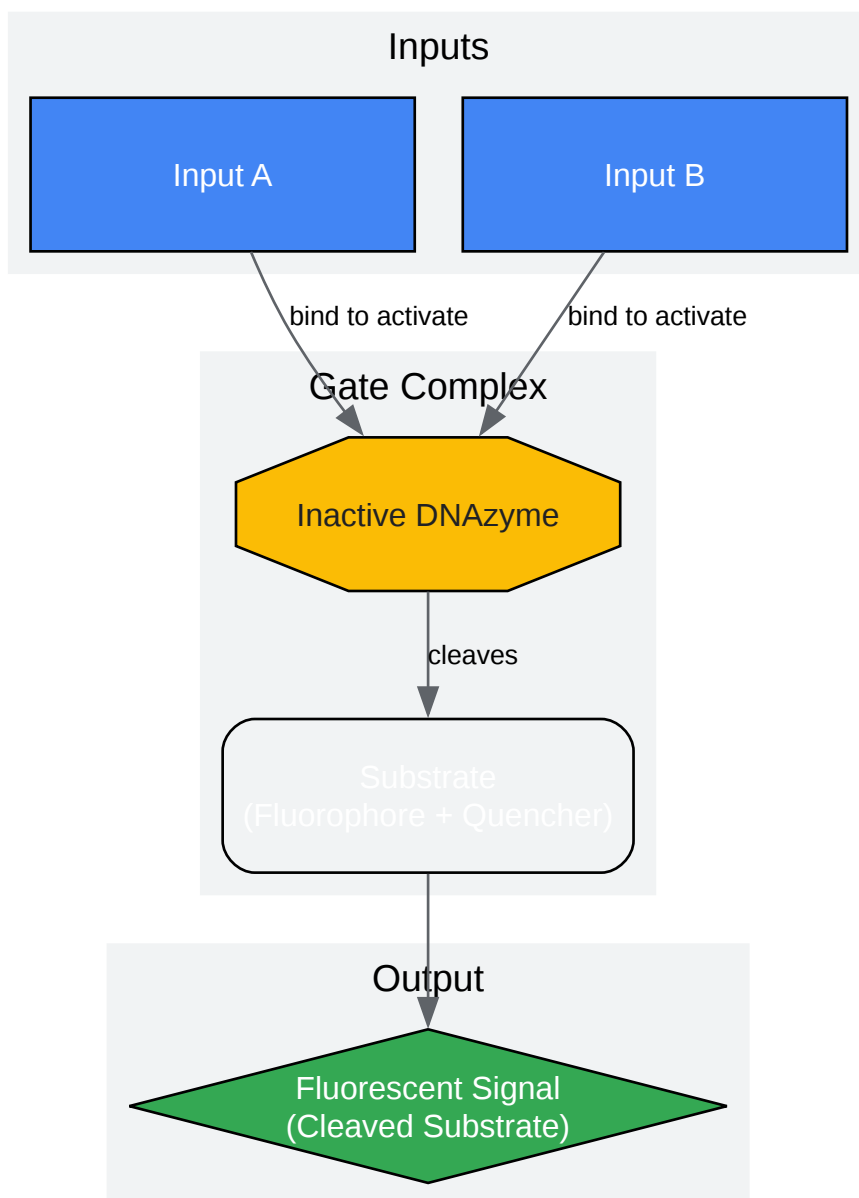 Inputs
Input A
Input B
bind to activate
bind to activate
Gate Complex
Inactive DNAzyme
cleaves
Substrate
(Fluorophore + Quencher)
Output
Fluorescent Signal
(Cleaved Substrate)